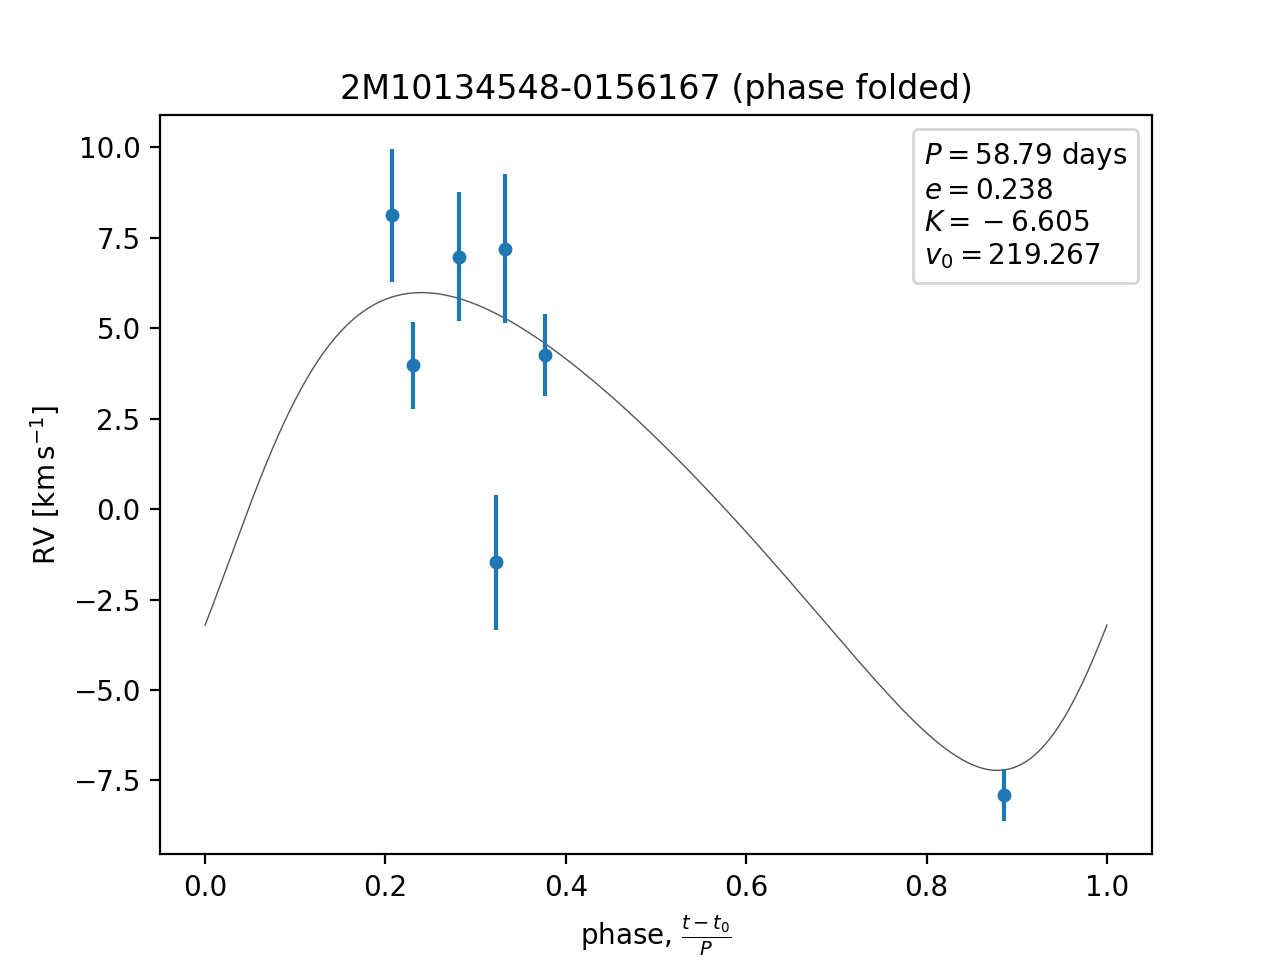 2M10134548-0156167 (phase folded)
P = 58.79 days
e = 0.238
K = −6.605
v₀ = 219.267
RV [km s⁻¹]
10.0
7.5
5.0
2.5
0.0
−2.5
−5.0
−7.5
0.0 0.2 0.4 0.6 0.8 1.0
phase, (t − t₀)/P